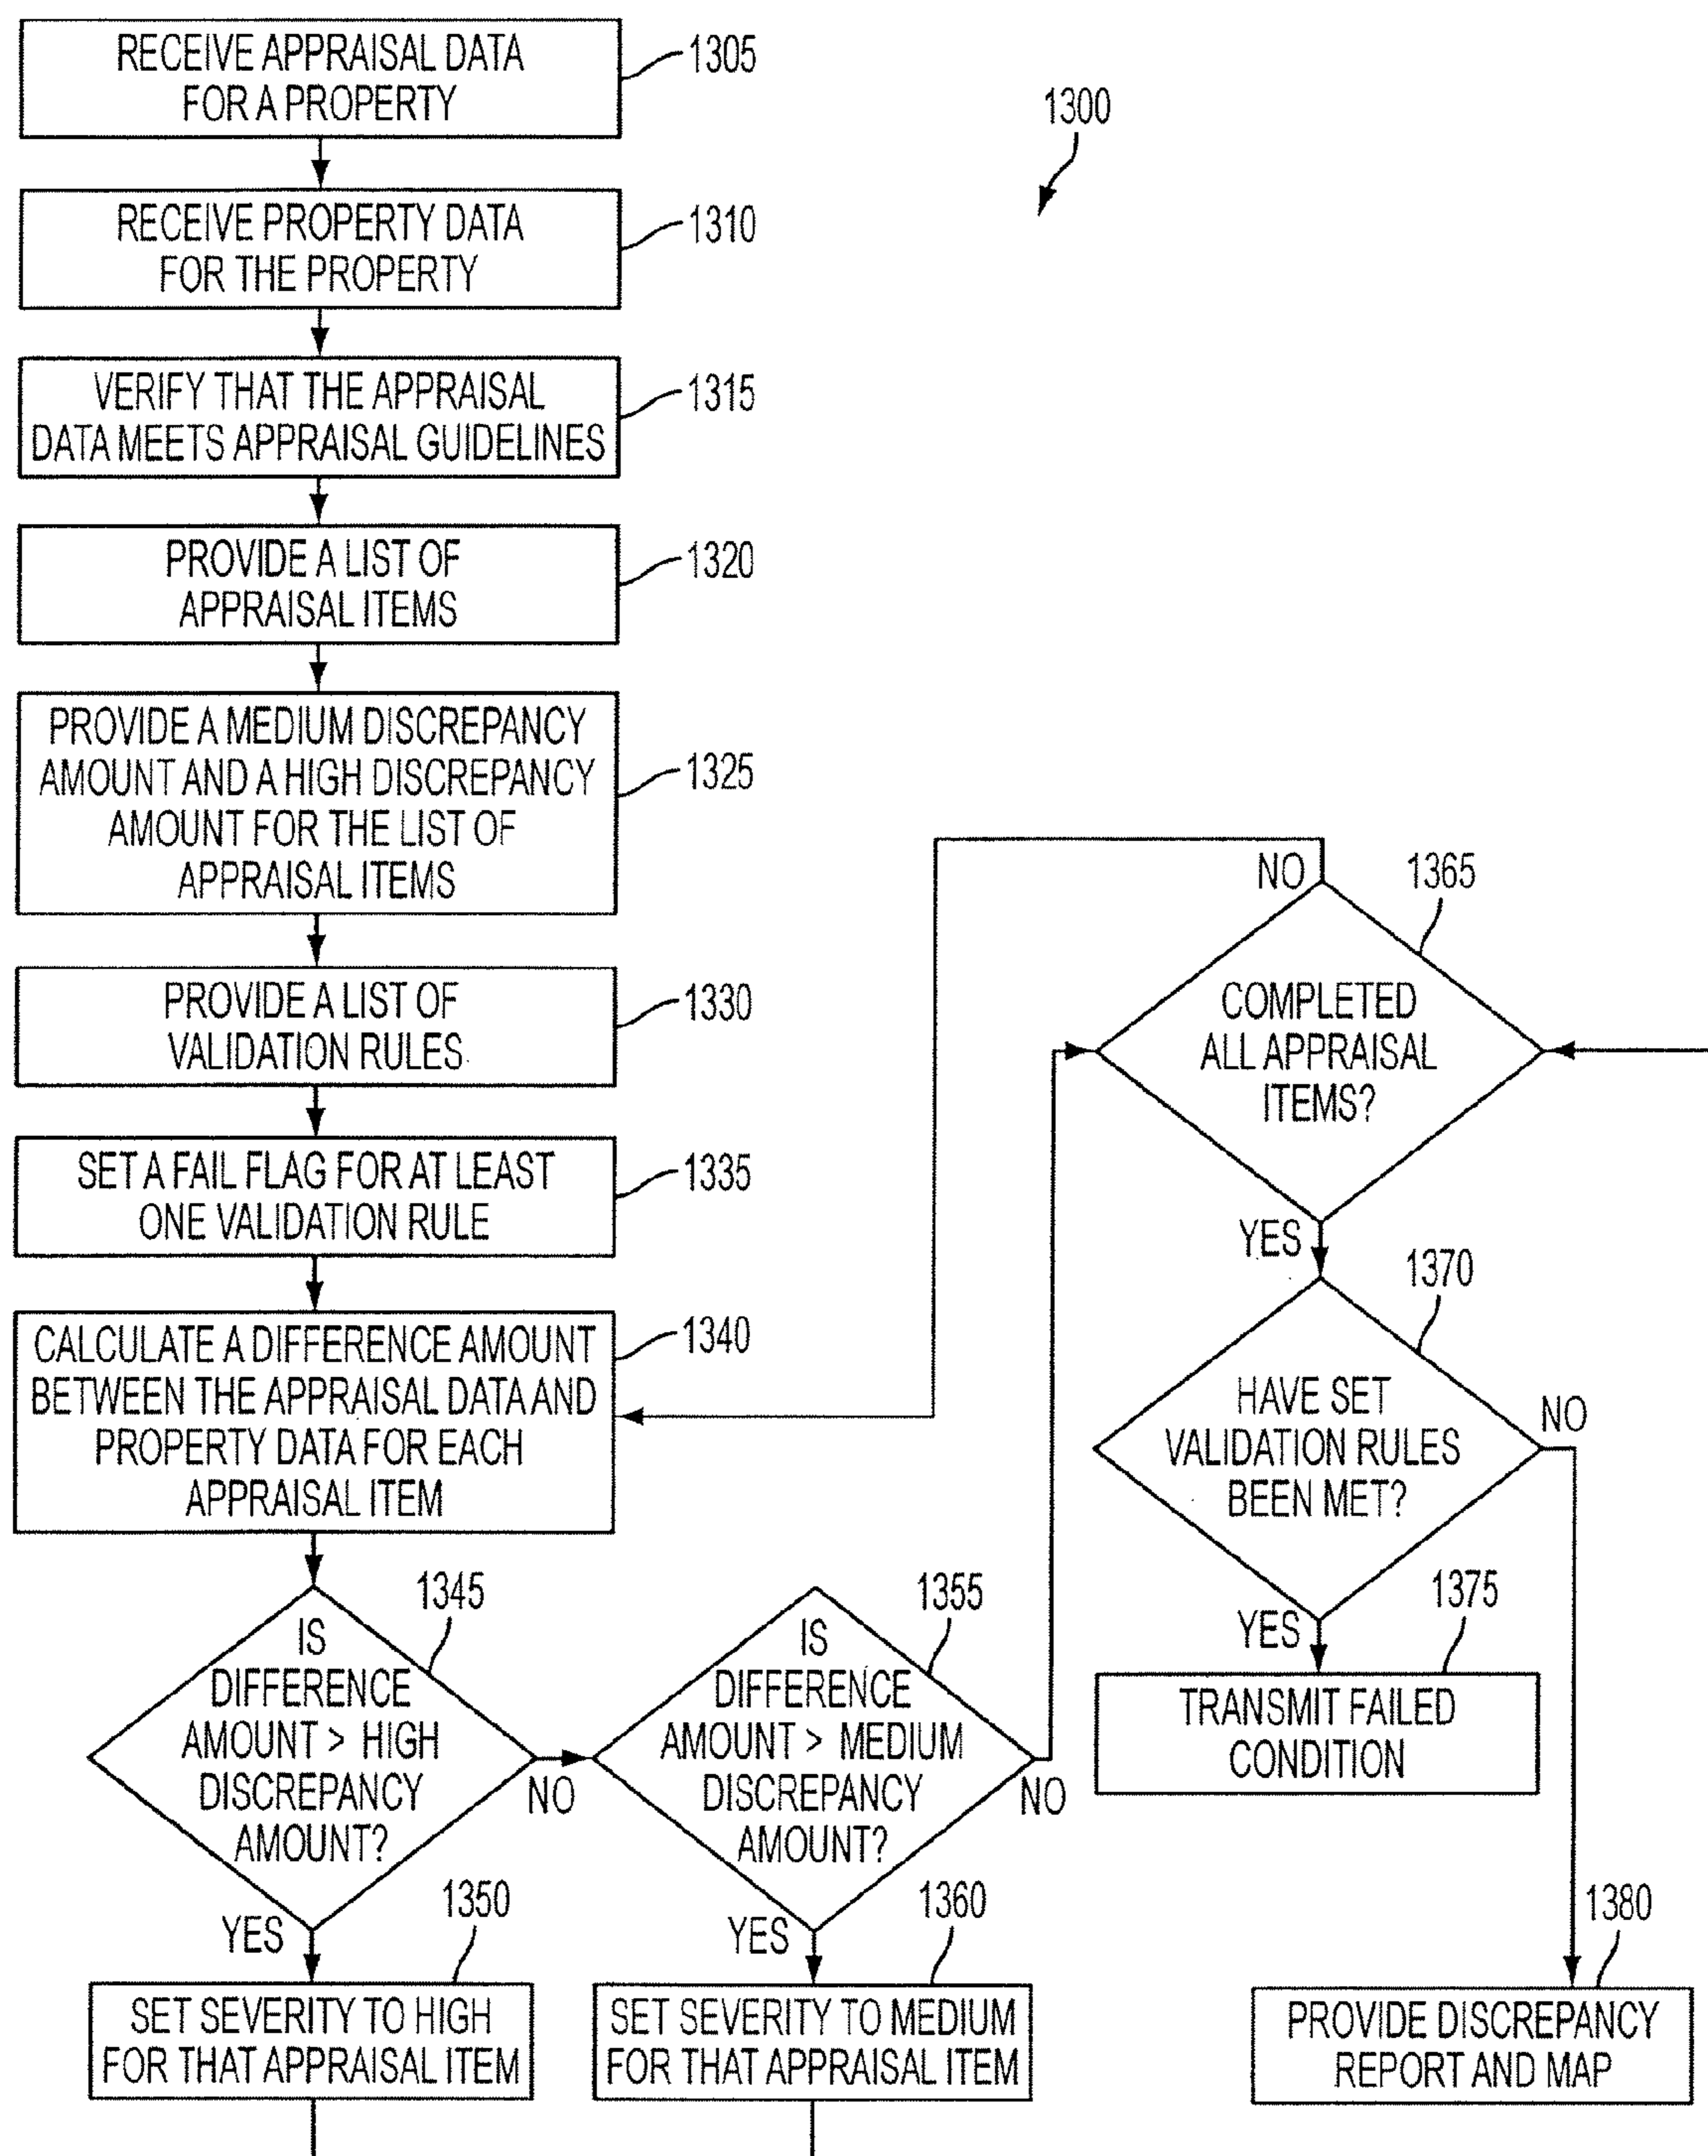 RECEIVE APPRAISAL DATA
FOR A PROPERTY
1305
1300
RECEIVE PROPERTY DATA
FOR THE PROPERTY
1310
VERIFY THAT THE APPRAISAL
DATA MEETS APPRAISAL GUIDELINES
1315
PROVIDE A LIST OF
APPRAISAL ITEMS
1320
PROVIDE A MEDIUM DISCREPANCY
AMOUNT AND A HIGH DISCREPANCY
AMOUNT FOR THE LIST OF
APPRAISAL ITEMS
1325
PROVIDE A LIST OF
VALIDATION RULES
1330
SET A FAIL FLAG FOR AT LEAST
ONE VALIDATION RULE
1335
CALCULATE A DIFFERENCE AMOUNT
BETWEEN THE APPRAISAL DATA AND
PROPERTY DATA FOR EACH
APPRAISAL ITEM
1340
IS
DIFFERENCE
AMOUNT > HIGH
DISCREPANCY
AMOUNT?
1345
NO
YES
1350
SET SEVERITY TO HIGH
FOR THAT APPRAISAL ITEM
IS
DIFFERENCE
AMOUNT > MEDIUM
DISCREPANCY
AMOUNT?
1355
NO
YES
1360
SET SEVERITY TO MEDIUM
FOR THAT APPRAISAL ITEM
NO
1365
COMPLETED
ALL APPRAISAL
ITEMS?
YES
1370
HAVE SET
VALIDATION RULES
BEEN MET?
NO
YES
1375
TRANSMIT FAILED
CONDITION
1380
PROVIDE DISCREPANCY
REPORT AND MAP